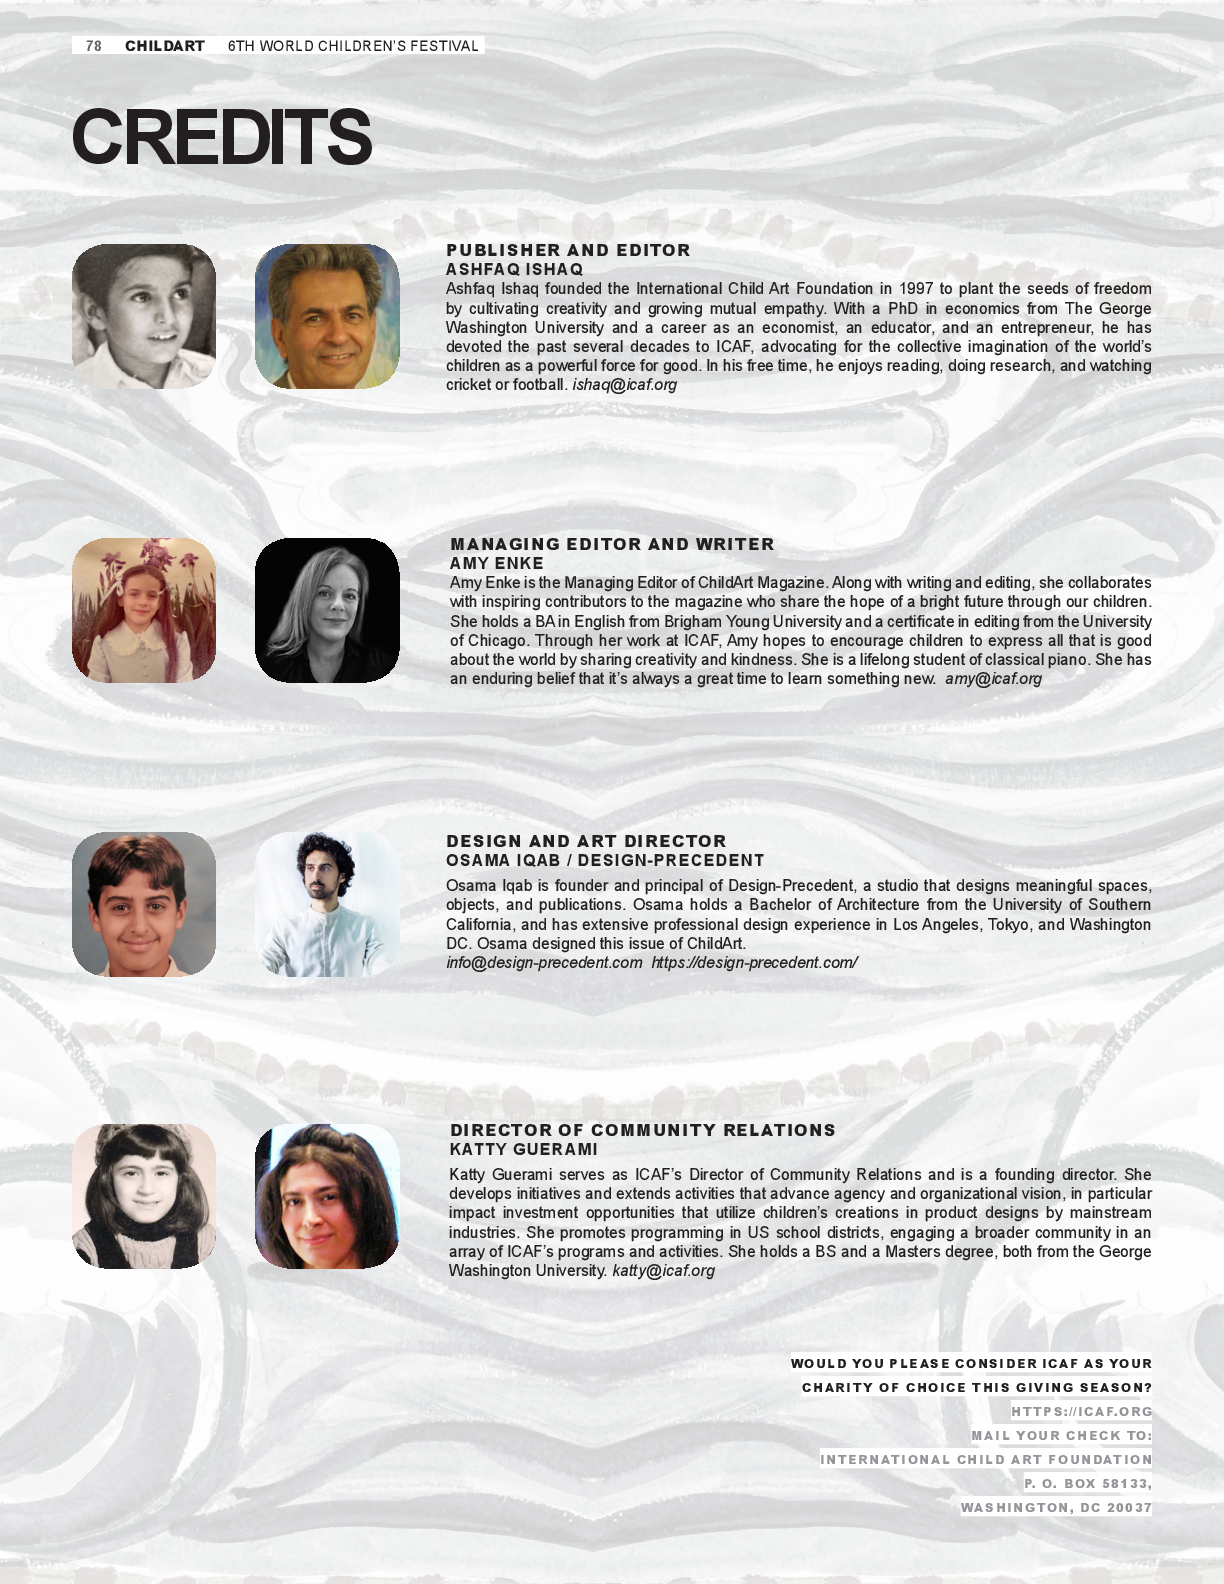 78 CHILDART 6TH WORLD CHILDREN'S FESTIVAL
CREDITS
PUBLISHER AND EDITOR
ASHFAQ ISHAQ
Ashfaq Ishaq founded the International Child Art Foundation in 1997 to plant the seeds of freedom
by cultivating creativity and growing mutual empathy. With a PhD in economics from The George
Washington University and a career as an economist, an educator, and an entrepreneur, he has
devoted the past several decades to ICAF, advocating for the collective imagination of the world's
children as a powerful force for good. In his free time, he enjoys reading, doing research, and watching
cricket or football. ishaq@icaf.org
MANAGING EDITOR AND WRITER
AMY ENKE
Amy Enke is the Managing Editor of ChildArt Magazine. Along with writing and editing, she collaborates
with inspiring contributors to the magazine who share the hope of a bright future through our children.
She holds a BA in English from Brigham Young University and a certificate in editing from the University
of Chicago. Through her work at ICAF, Amy hopes to encourage children to express all that is good
about the world by sharing creativity and kindness. She is a lifelong student of classical piano. She has
an enduring belief that it's always a great time to learn something new. amy@icaf.org
DESIGN AND ART DIRECTOR
OSAMA IQAB / DESIGN-PRECEDENT
Osama Iqab is founder and principal of Design-Precedent, a studio that designs meaningful spaces,
objects, and publications. Osama holds a Bachelor of Architecture from the University of Southern
California, and has extensive professional design experience in Los Angeles, Tokyo, and Washington
DC. Osama designed this issue of ChildArt.
info@design-precedent.com https://design-precedent.com/
DIRECTOR OF COMMUNITY RELATIONS
KATTY GUERAMI
Katty Guerami serves as ICAF's Director of Community Relations and is a founding director. She
develops initiatives and extends activities that advance agency and organizational vision, in particular
impact investment opportunities that utilize children's creations in product designs by mainstream
industries. She promotes programming in US school districts, engaging a broader community in an
array of ICAF's programs and activities. She holds a BS and a Masters degree, both from the George
Washington University. katty@icaf.org
WOULD YOU PLEASE CONSIDER ICAF AS YOUR
CHARITY OF CHOICE THIS GIVING SEASON?
HTTPS://ICAF.ORG
MAIL YOUR CHECK TO:
INTERNATIONAL CHILD ART FOUNDATION
P. O. BOX 58133,
WASHINGTON, DC 20037